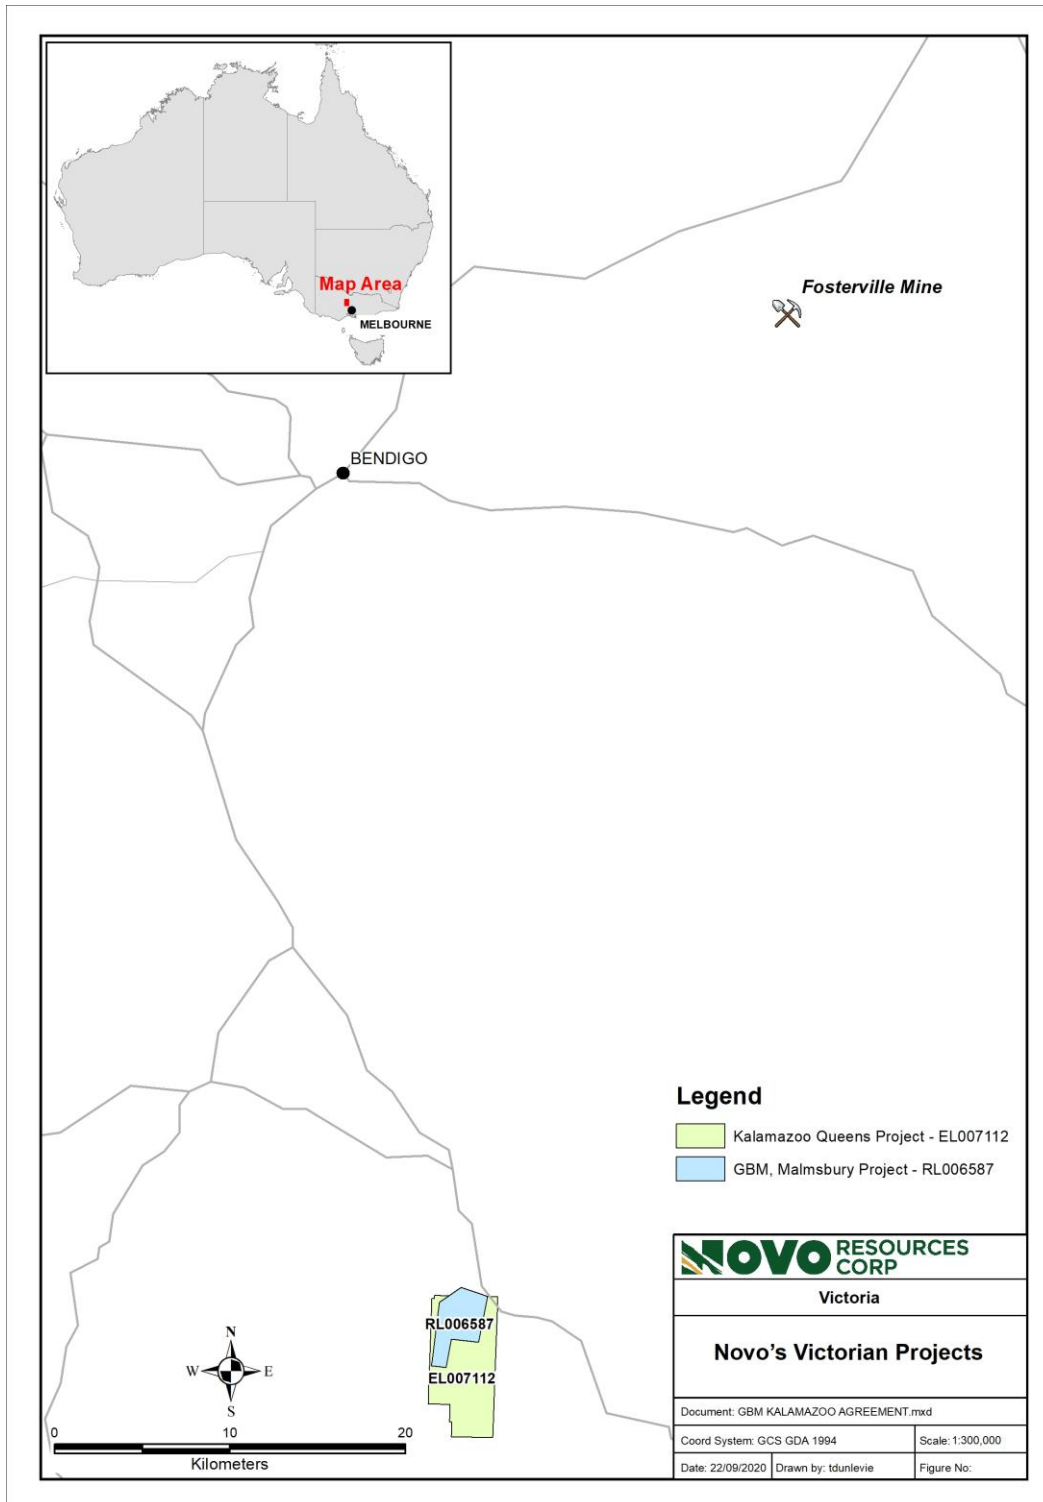 Map Area
MELBOURNE
Fosterville Mine
BENDIGO
Legend
Kalamazoo Queens Project - EL007112
GBM, Malmsbury Project - RL006587
NOVO RESOURCES
CORP
Victoria
RL006587
Novo's Victorian Projects
N
W E
S
EL007112
Document: GBM KALAMAZOO AGREEMENT.mxd
0 10 20
Kilometers
Coord System: GCS GDA 1994 Scale: 1:300,000
Date: 22/09/2020 Drawn by: tdunlevie Figure No: